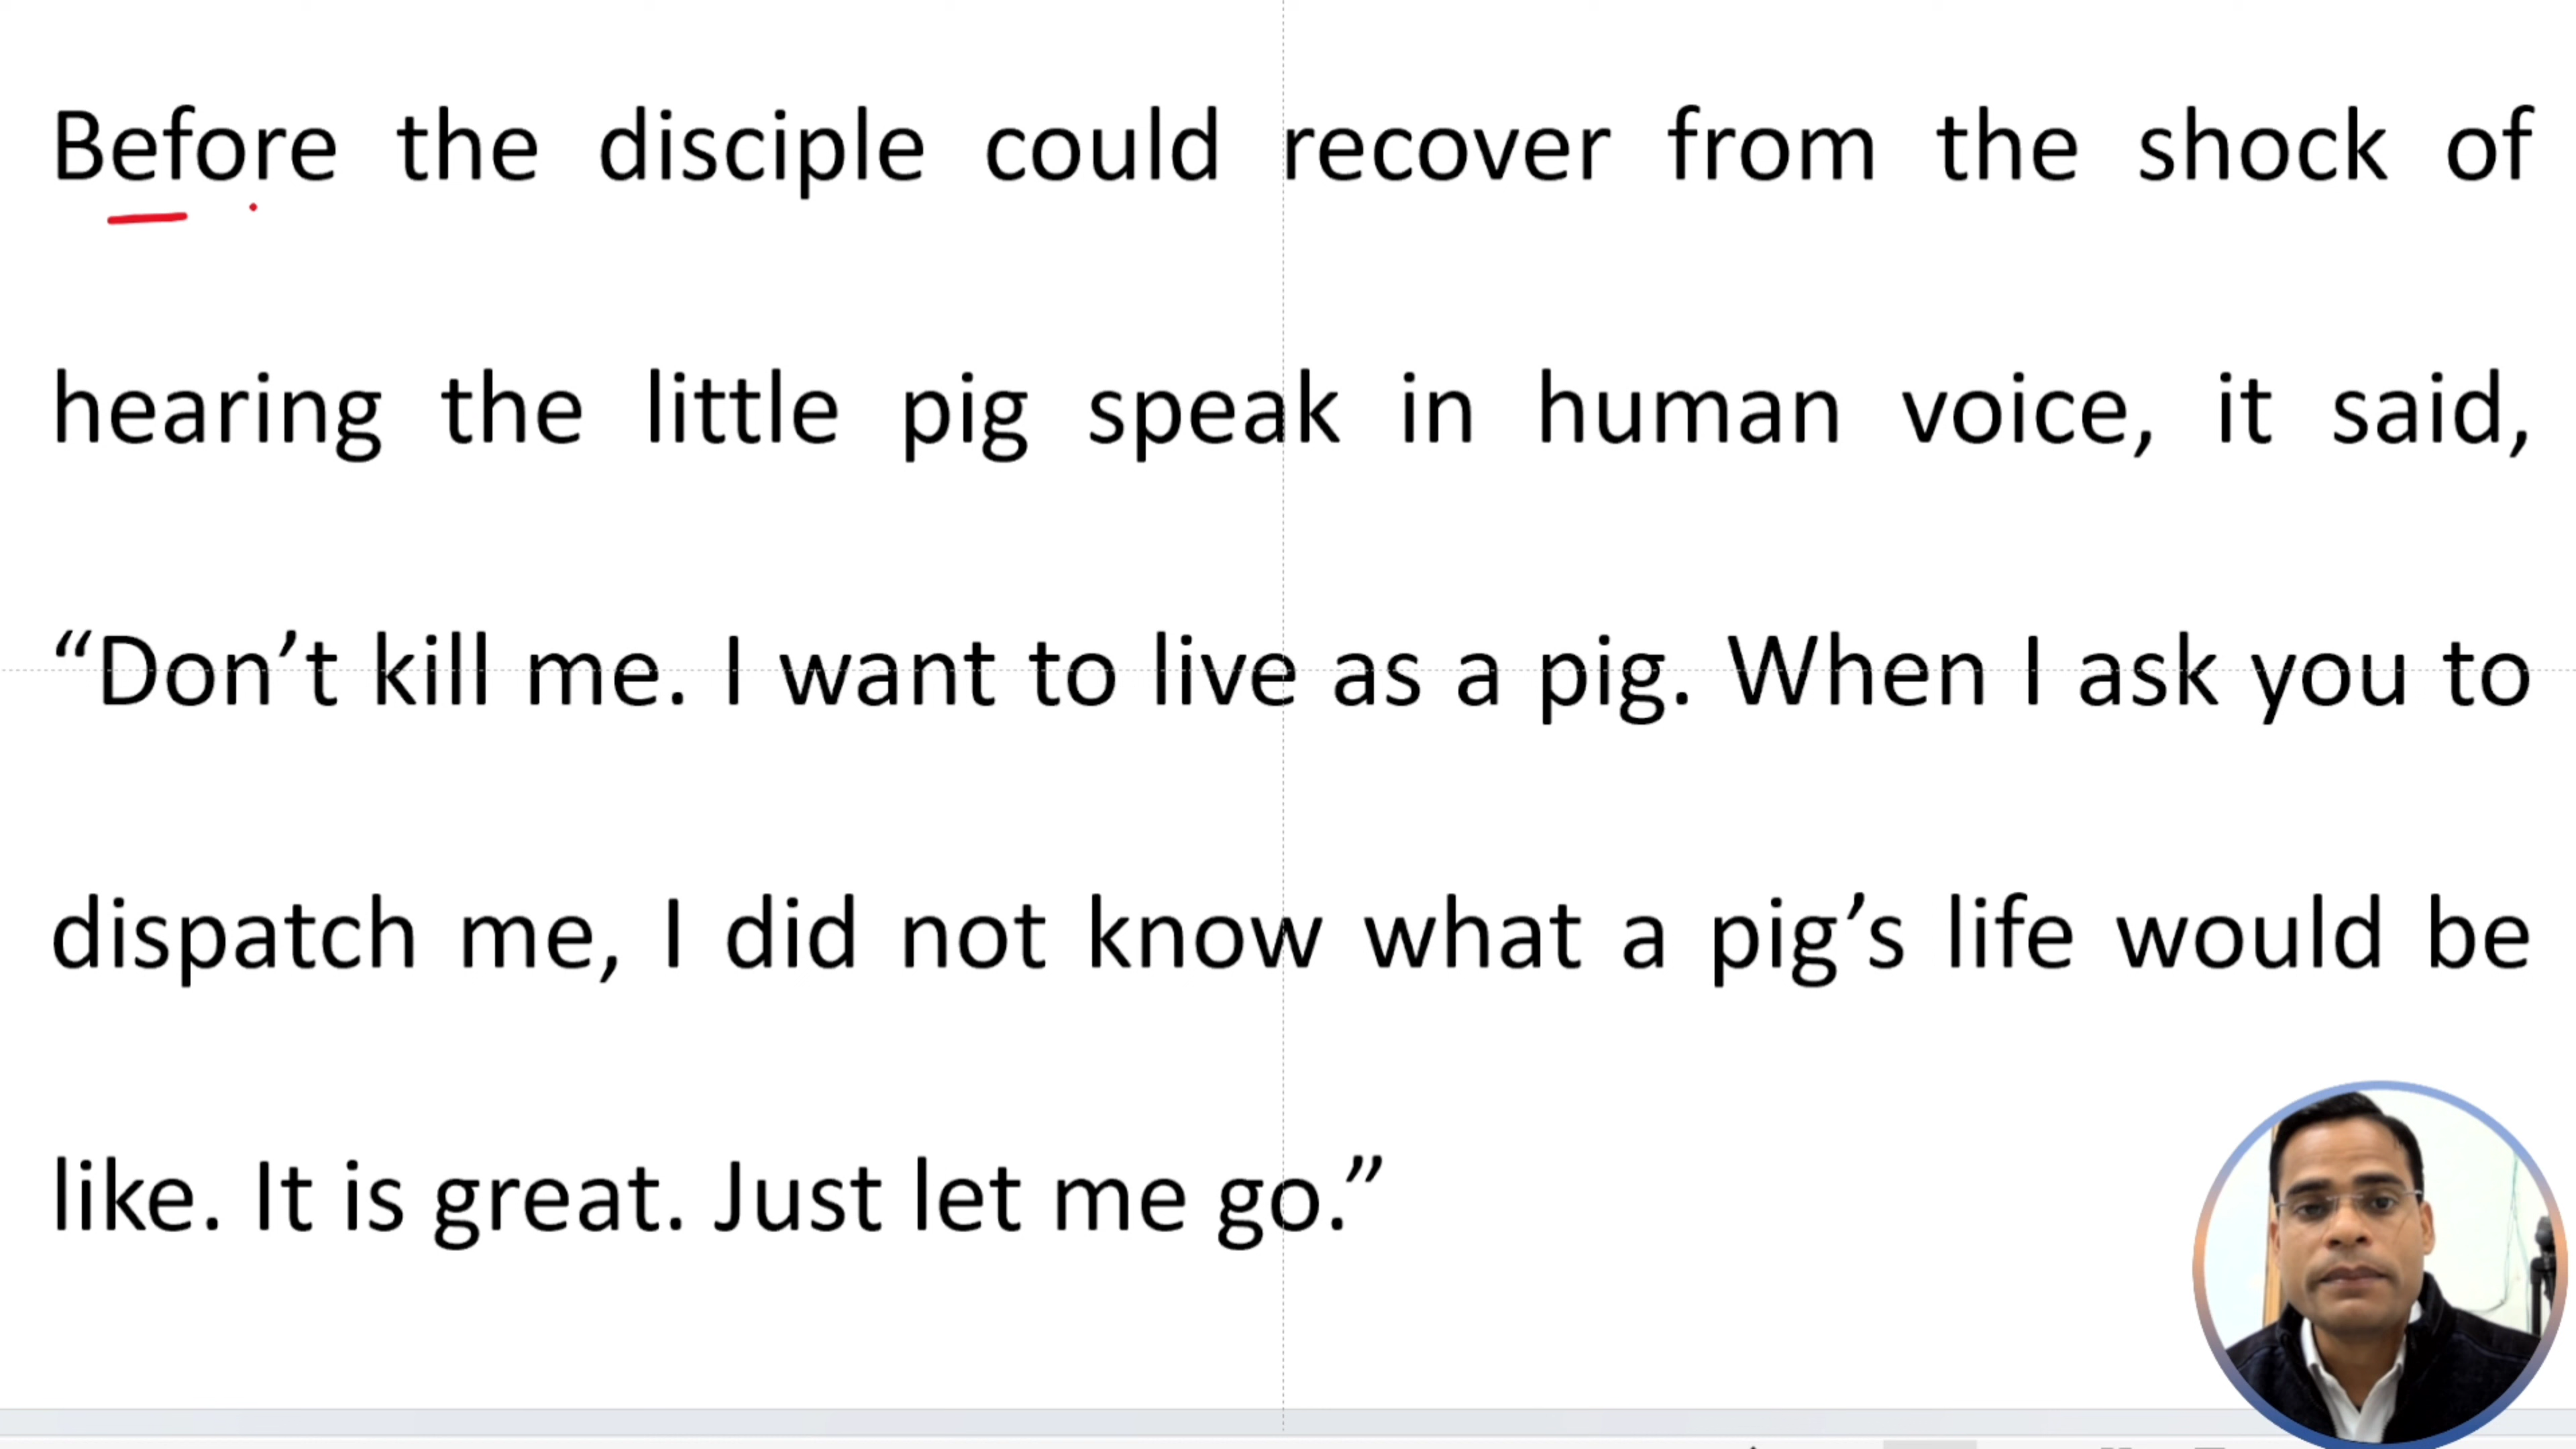 Before the disciple could recover from the shock of
hearing the little pig speak in human voice, it said,
“Don’t kill me. I want to live as a pig. When I ask you to
dispatch me, I did not know what a pig’s life would be
like. It is great. Just let me go.”